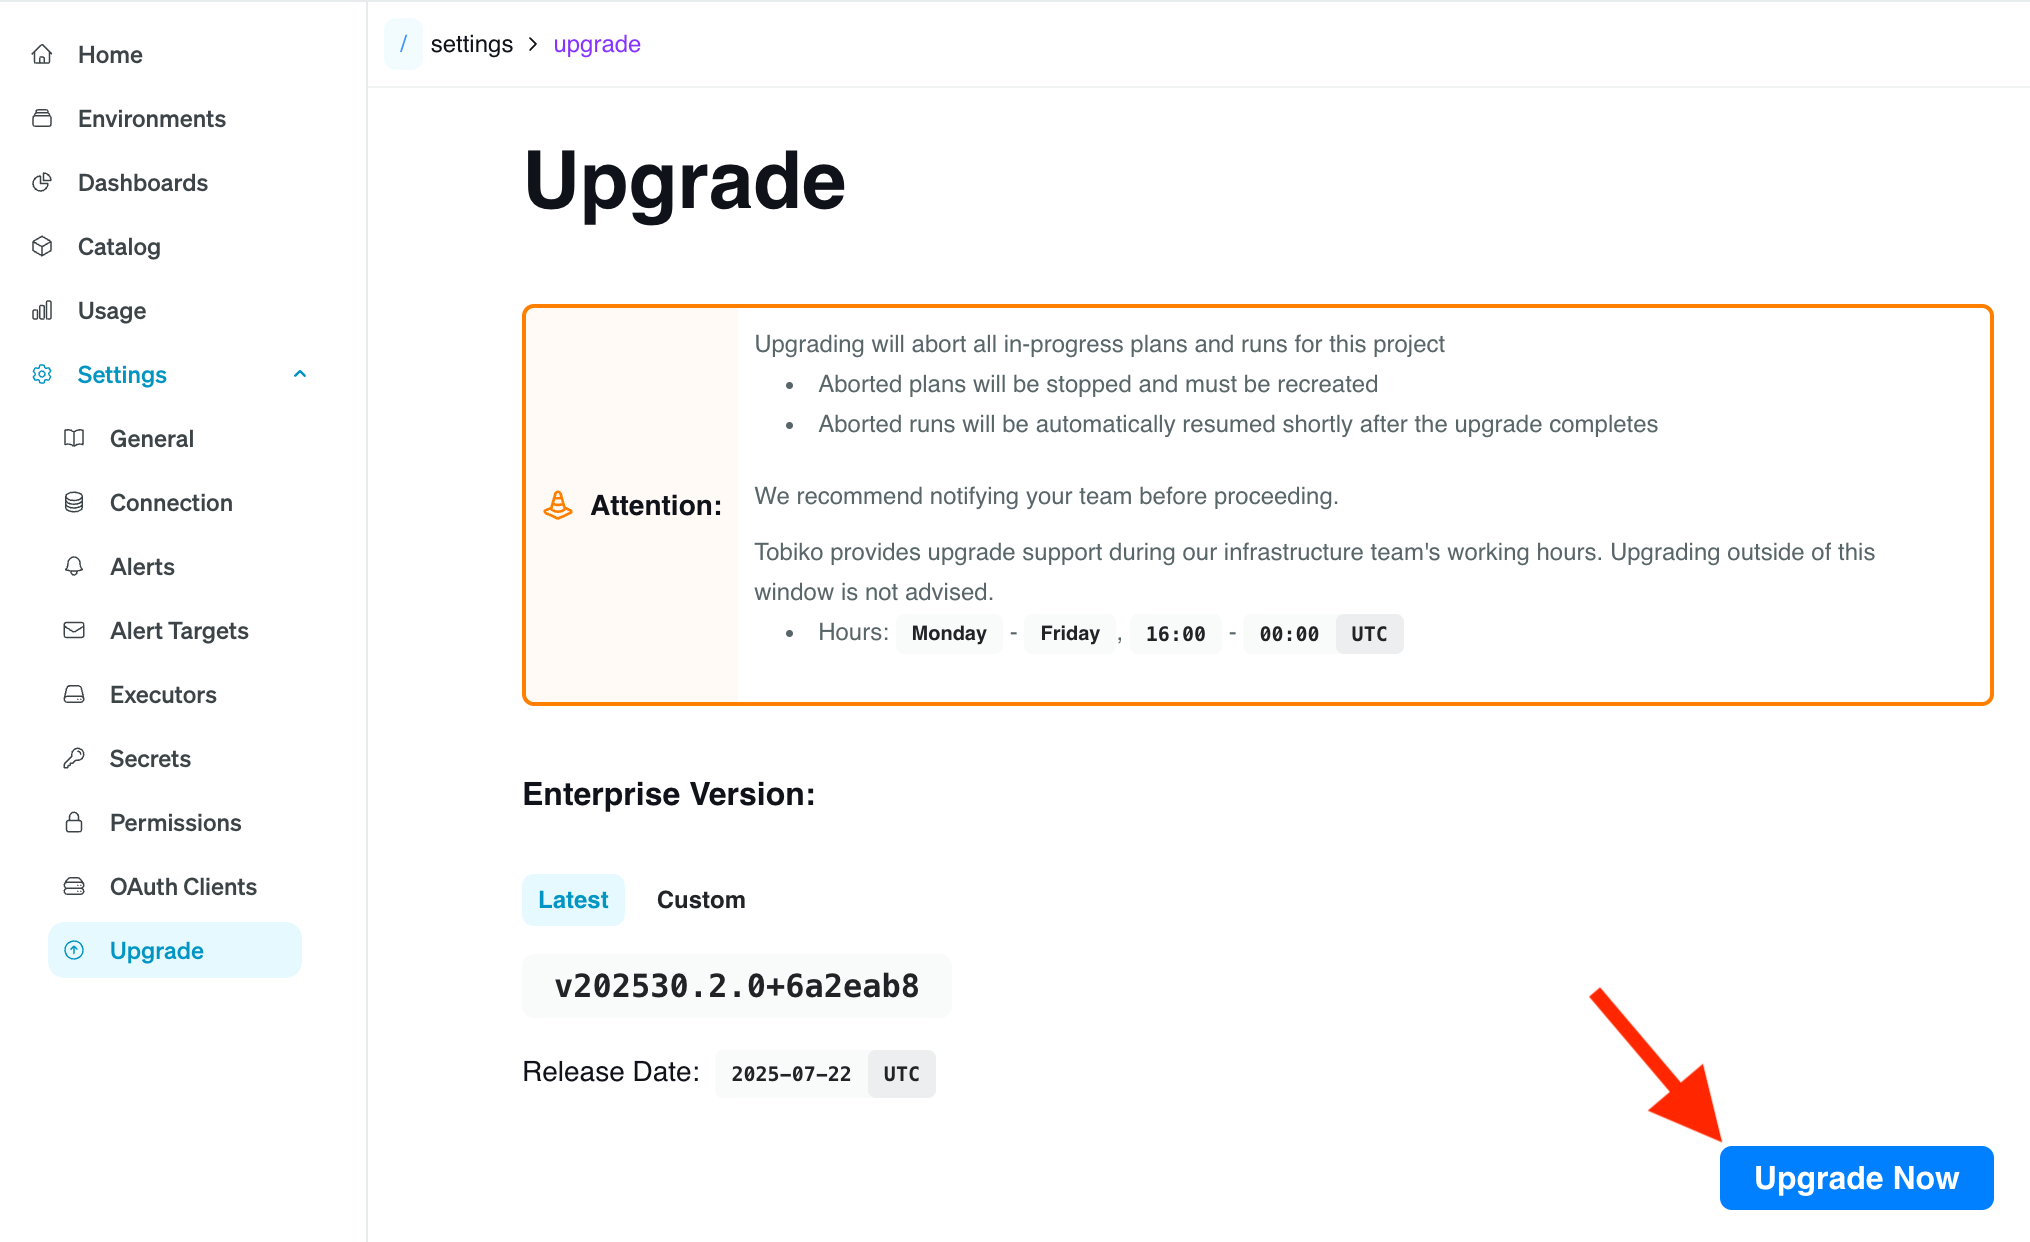 Home
Environments
Dashboards
Catalog
Usage
Settings
General
Connection
Alerts
Alert Targets
Executors
Secrets
Permissions
OAuth Clients
Upgrade
/ settings > upgrade
Upgrade
Attention:
Upgrading will abort all in-progress plans and runs for this project
• Aborted plans will be stopped and must be recreated
• Aborted runs will be automatically resumed shortly after the upgrade completes
We recommend notifying your team before proceeding.
Tobiko provides upgrade support during our infrastructure team's working hours. Upgrading outside of this
window is not advised.
• Hours: Monday - Friday, 16:00 - 00:00 UTC
Enterprise Version:
Latest Custom
v202530.2.0+6a2eab8
Release Date: 2025-07-22 UTC
Upgrade Now